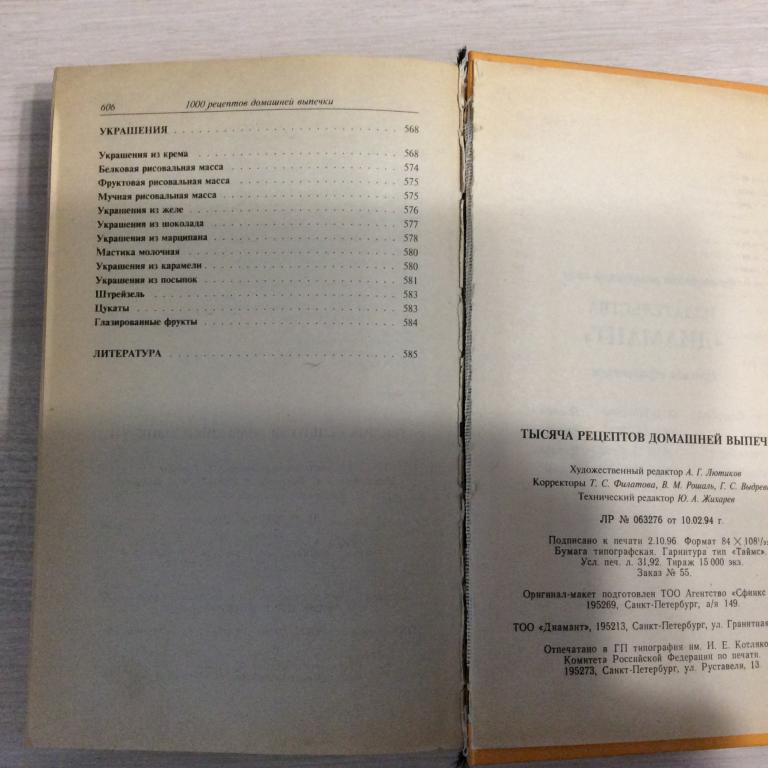 606 1000 рецептов домашней выпечки
УКРАШЕНИЯ . . . 568
Украшения из крема . . . 568
Белковая рисовальная масса . . . 574
Фруктовая рисовальная масса . . . 575
Мучная рисовальная масса . . . 575
Украшения из желе . . . 576
Украшения из шоколада . . . 577
Украшения из марципана . . . 578
Мастика молочная . . . 580
Украшения из карамели . . . 580
Украшения из посыпок . . . 581
Штрейзель . . . 583
Цукаты . . . 583
Глазированные фрукты . . . 584
ЛИТЕРАТУРА . . . 585
ТЫСЯЧА РЕЦЕПТОВ ДОМАШНЕЙ ВЫПЕЧ
Художественный редактор А. Г. Лютиков
Корректоры Т. С. Филатова, В. М. Рошаль, Г. С. Выдрев
Технический редактор Ю. А. Жихарев
ЛР № 063276 от 10.02.94 г.
Подписано к печати 2.10.96. Формат 84 × 108¹/₃
Бумага типографская. Гарнитура тип «Таймс».
Усл. печ. л. 31,92. Тираж 15 000 экз.
Заказ № 55.
Оригинал-макет подготовлен ТОО Агентство «Сфинкс
195269, Санкт-Петербург, а/я 149.
ТОО «Диамант», 195213, Санкт-Петербург, ул. Гранитная
Отпечатано в ГП типография им. И. Е. Котляко
Комитета Российской Федерации по печати.
195273, Санкт-Петербург, ул. Руставели, 13.